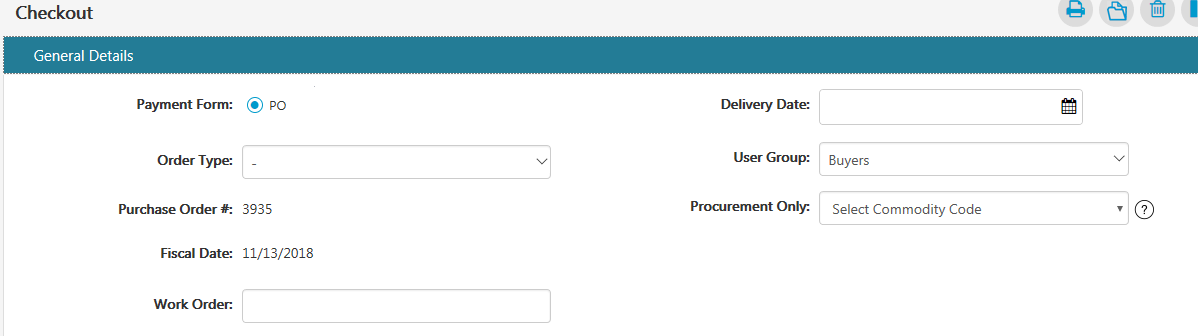 Checkout
General Details
Payment Form: PO
Delivery Date:
Order Type: -
User Group: Buyers
Purchase Order #: 3935
Procurement Only: Select Commodity Code ?
Fiscal Date: 11/13/2018
Work Order: